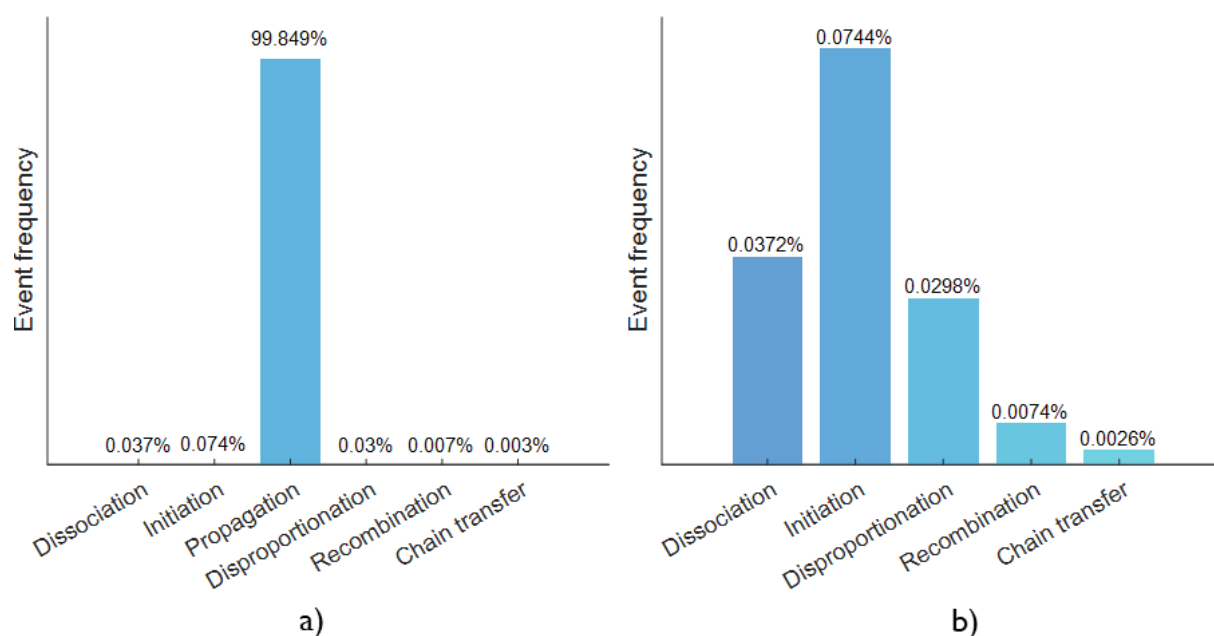 99.849%
Event frequency
0.037%
0.074%
0.03%
0.007%
0.003%
Dissociation
Initiation
Propagation
Disproportionation
Recombination
Chain transfer
a)
0.0744%
0.0372%
0.0298%
0.0074%
0.0026%
Event frequency
Dissociation
Initiation
Disproportionation
Recombination
Chain transfer
b)